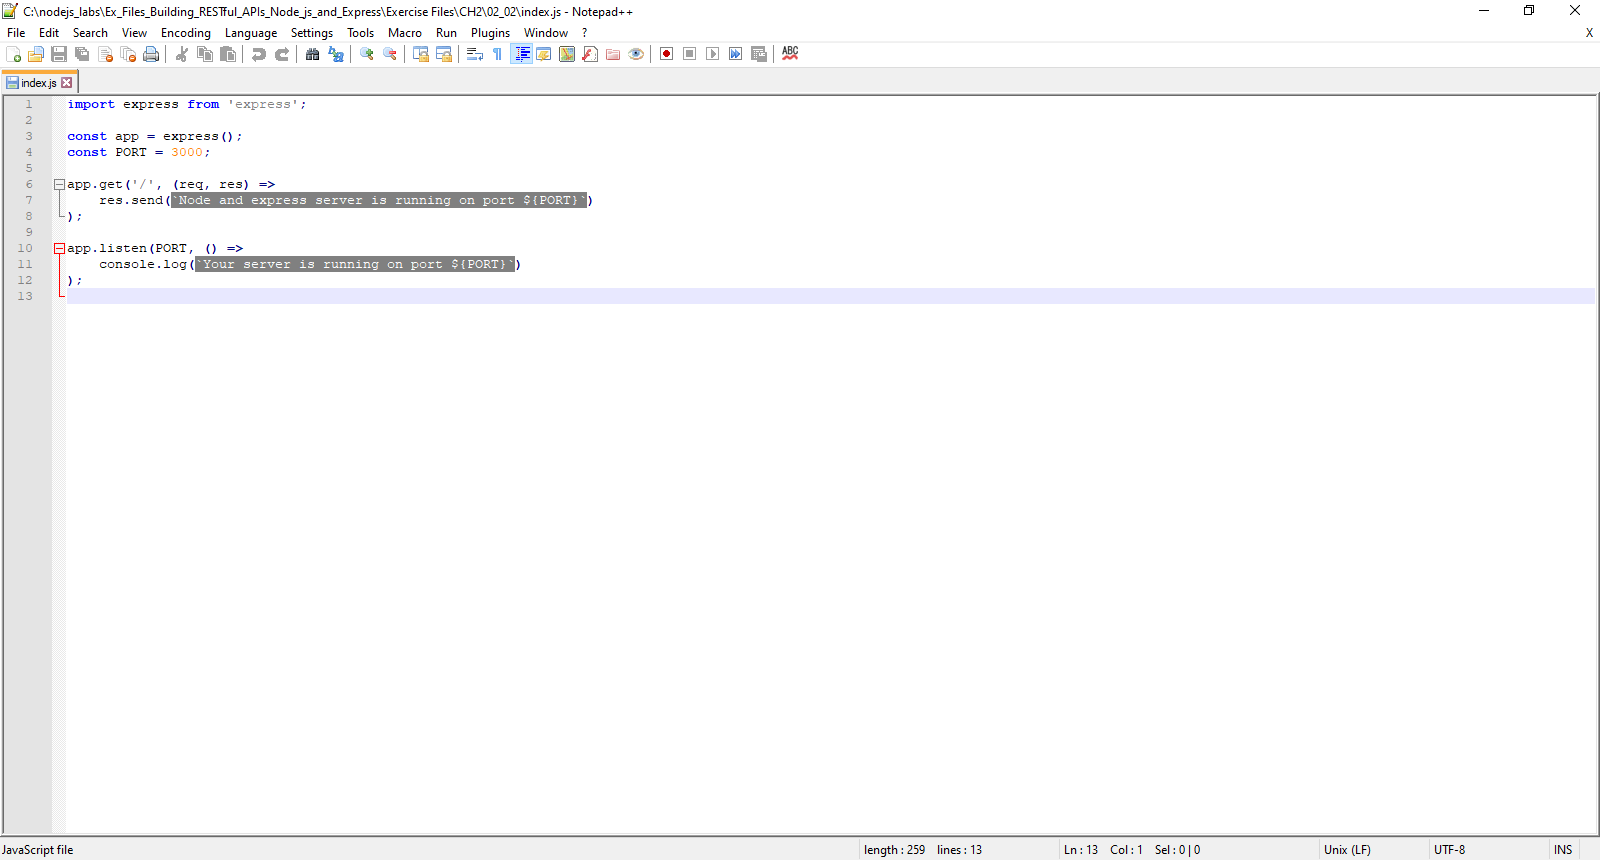 C:\nodejs_labs\Ex_Files_Building_RESTful_APIs_Node_js_and_Express\Exercise Files\CH2\02_02\index.js - Notepad++
File Edit Search View Encoding Language Settings Tools Macro Run Plugins Window ? X
ABC
index.js
1 import express from 'express';
2
3 const app = express();
4 const PORT = 3000;
5
6 app.get('/', (req, res) =>
7     res.send(`Node and express server is running on port ${PORT}`)
8 );
9
10 app.listen(PORT, () =>
11     console.log(`Your server is running on port ${PORT}`)
12 );
13
JavaScript file length : 259 lines : 13 Ln : 13 Col : 1 Sel : 0 | 0 Unix (LF) UTF-8 INS